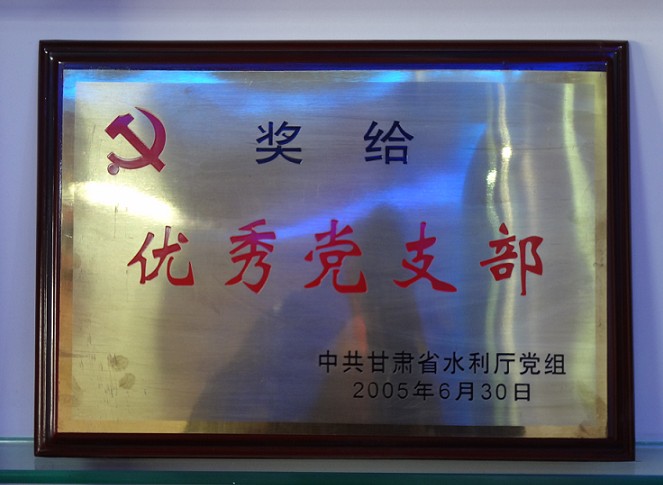 奖给
优秀党支部
中共甘肃省水利厅党组
2005年6月30日